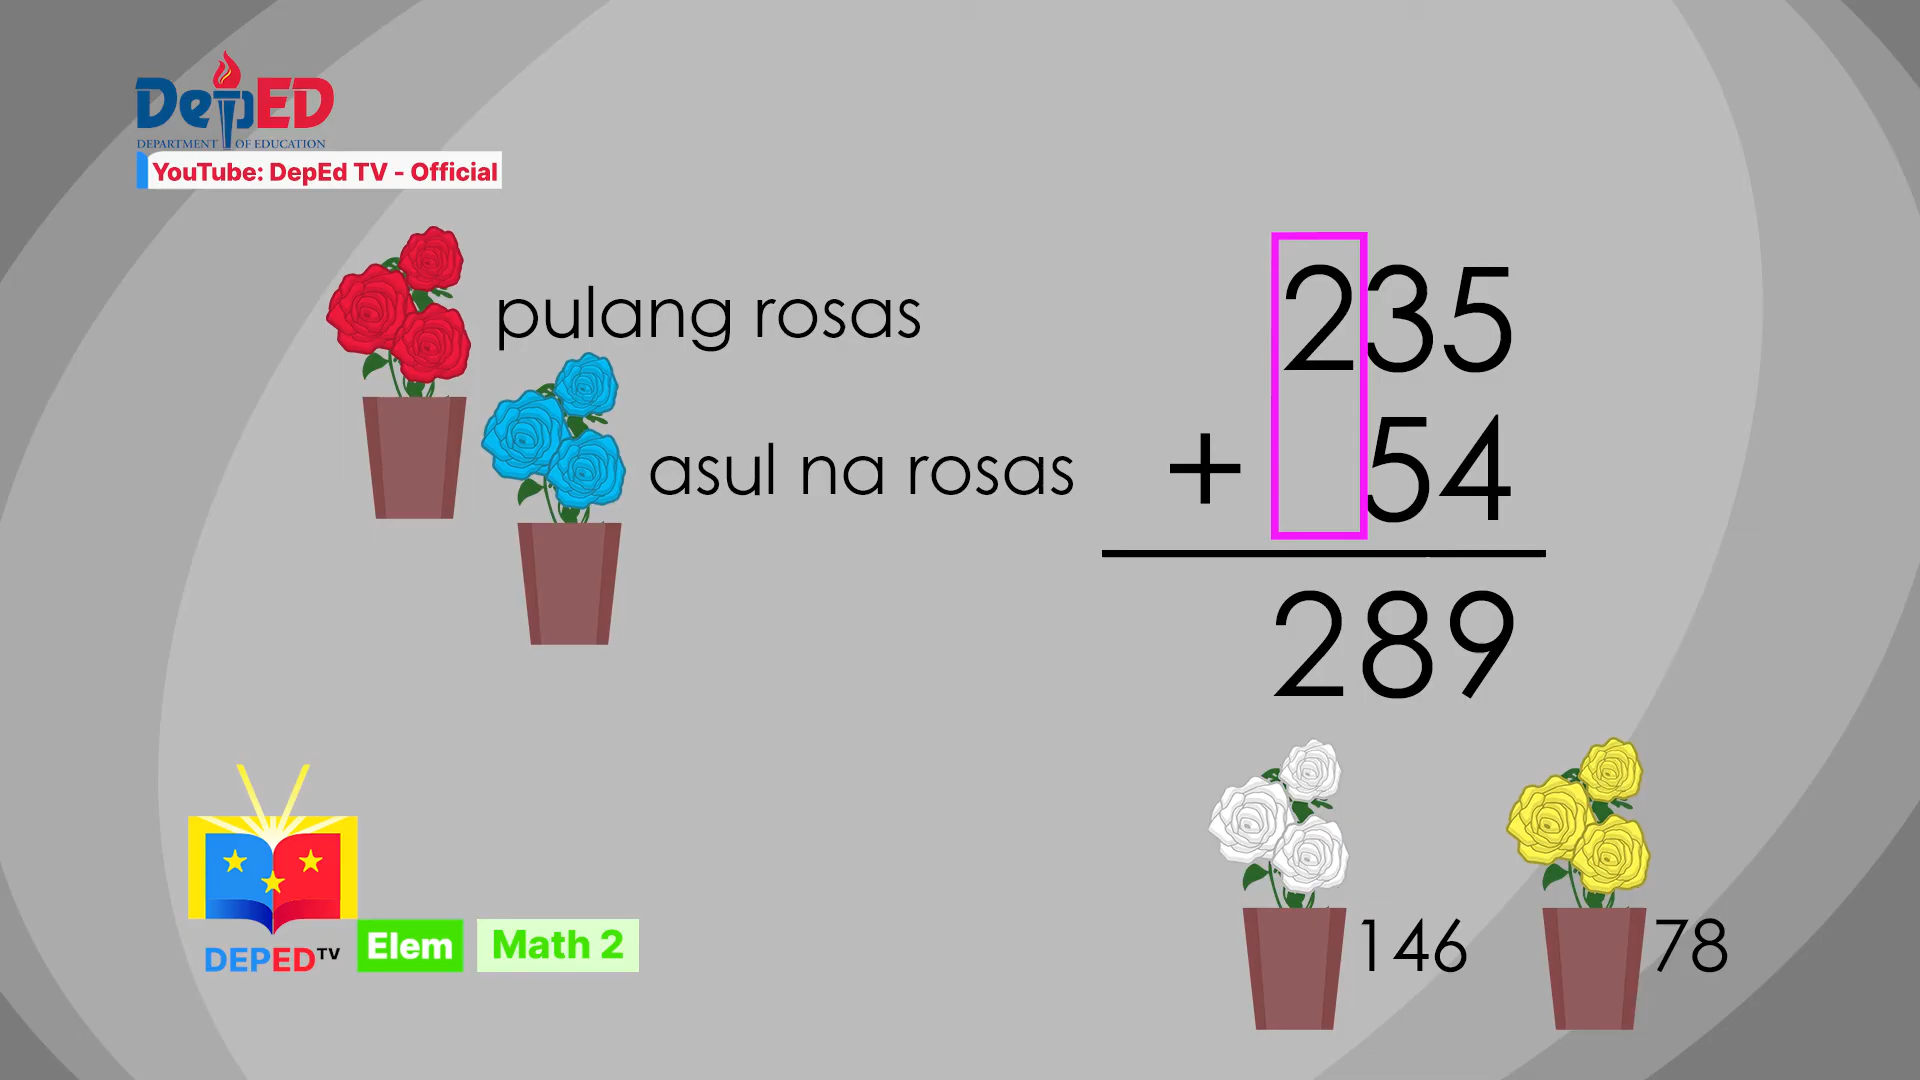 DepED
DEPARTMENT OF EDUCATION
YouTube: DepEd TV - Official
pulang rosas
235
asul na rosas
+ 54
289
146
78
DEPED TV
Elem
Math 2